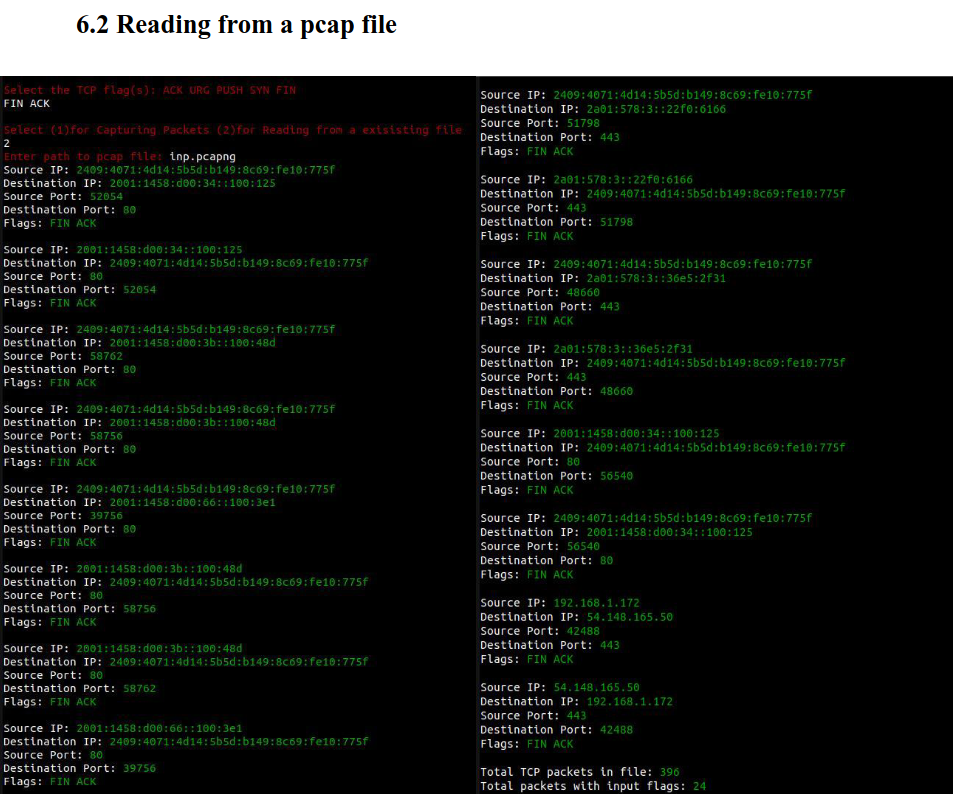 6.2 Reading from a pcap file
Select the TCP flag(s): ACK URG PUSH SYN FIN
FIN ACK
Select (1)for Capturing Packets (2)for Reading from a exisisting file
2
Enter path to pcap file: inp.pcapng
Source IP: 2409:4071:4d14:5b5d:b149:8c69:fe10:775f
Destination IP: 2001:1458:d00:34::100:125
Source Port: 52054
Destination Port: 80
Flags: FIN ACK
Source IP: 2001:1458:d00:34::100:125
Destination IP: 2409:4071:4d14:5b5d:b149:8c69:fe10:775f
Source Port: 80
Destination Port: 52054
Flags: FIN ACK
Source IP: 2409:4071:4d14:5b5d:b149:8c69:fe10:775f
Destination IP: 2001:1458:d00:3b::100:48d
Source Port: 58762
Destination Port: 80
Flags: FIN ACK
Source IP: 2409:4071:4d14:5b5d:b149:8c69:fe10:775f
Destination IP: 2001:1458:d00:3b::100:48d
Source Port: 58756
Destination Port: 80
Flags: FIN ACK
Source IP: 2409:4071:4d14:5b5d:b149:8c69:fe10:775f
Destination IP: 2001:1458:d00:66::100:3e1
Source Port: 39756
Destination Port: 80
Flags: FIN ACK
Source IP: 2001:1458:d00:3b::100:48d
Destination IP: 2409:4071:4d14:5b5d:b149:8c69:fe10:775f
Source Port: 80
Destination Port: 58756
Flags: FIN ACK
Source IP: 2001:1458:d00:3b::100:48d
Destination IP: 2409:4071:4d14:5b5d:b149:8c69:fe10:775f
Source Port: 80
Destination Port: 58762
Flags: FIN ACK
Source IP: 2001:1458:d00:66::100:3e1
Destination IP: 2409:4071:4d14:5b5d:b149:8c69:fe10:775f
Source Port: 80
Destination Port: 39756
Flags: FIN ACK
Source IP: 2409:4071:4d14:5b5d:b149:8c69:fe10:775f
Destination IP: 2a01:578:3::22f0:6166
Source Port: 51798
Destination Port: 443
Flags: FIN ACK
Source IP: 2a01:578:3::22f0:6166
Destination IP: 2409:4071:4d14:5b5d:b149:8c69:fe10:775f
Source Port: 443
Destination Port: 51798
Flags: FIN ACK
Source IP: 2409:4071:4d14:5b5d:b149:8c69:fe10:775f
Destination IP: 2a01:578:3::36e5:2f31
Source Port: 48660
Destination Port: 443
Flags: FIN ACK
Source IP: 2a01:578:3::36e5:2f31
Destination IP: 2409:4071:4d14:5b5d:b149:8c69:fe10:775f
Source Port: 443
Destination Port: 48660
Flags: FIN ACK
Source IP: 2001:1458:d00:34::100:125
Destination IP: 2409:4071:4d14:5b5d:b149:8c69:fe10:775f
Source Port: 80
Destination Port: 56540
Flags: FIN ACK
Source IP: 2409:4071:4d14:5b5d:b149:8c69:fe10:775f
Destination IP: 2001:1458:d00:34::100:125
Source Port: 56540
Destination Port: 80
Flags: FIN ACK
Source IP: 192.168.1.172
Destination IP: 54.148.165.50
Source Port: 42488
Destination Port: 443
Flags: FIN ACK
Source IP: 54.148.165.50
Destination IP: 192.168.1.172
Source Port: 443
Destination Port: 42488
Flags: FIN ACK
Total TCP packets in file: 396
Total packets with input flags: 24